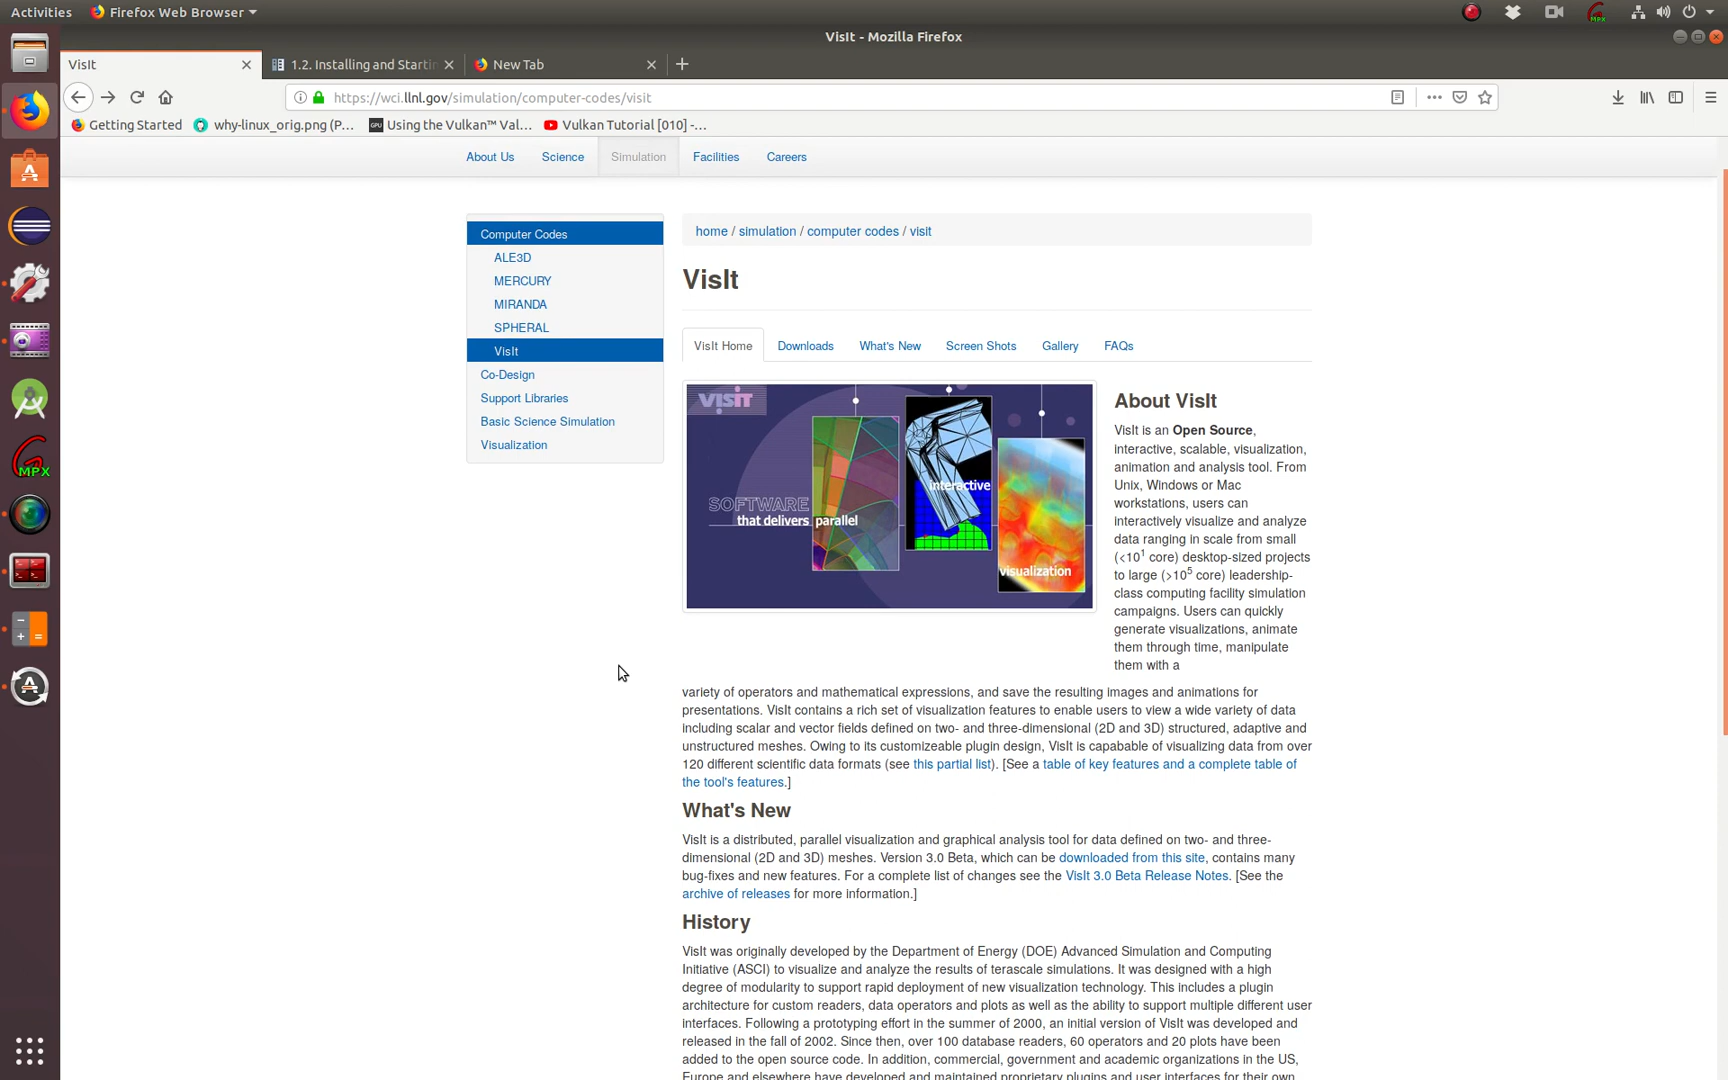 Activities
Firefox Web Browser
VisIt - Mozilla Firefox
VisIt
1.2. Installing and Startin
New Tab
https://wci.llnl.gov/simulation/computer-codes/visit
Getting Started
why-linux_orig.png (P...
Using the Vulkan™ Val...
Vulkan Tutorial [010] -...
About Us
Science
Simulation
Facilities
Careers
Computer Codes
ALE3D
MERCURY
MIRANDA
SPHERAL
VisIt
Co-Design
Support Libraries
Basic Science Simulation
Visualization
home / simulation / computer codes / visit
VisIt
VisIt Home
Downloads
What's New
Screen Shots
Gallery
FAQs
VISIT
SOFTWARE
that delivers parallel
interactive
visualization
About VisIt
VisIt is an Open Source,
interactive, scalable, visualization,
animation and analysis tool. From
Unix, Windows or Mac
workstations, users can
interactively visualize and analyze
data ranging in scale from small
(<10¹ core) desktop-sized projects
to large (>10⁵ core) leadership-
class computing facility simulation
campaigns. Users can quickly
generate visualizations, animate
them through time, manipulate
them with a
variety of operators and mathematical expressions, and save the resulting images and animations for
presentations. VisIt contains a rich set of visualization features to enable users to view a wide variety of data
including scalar and vector fields defined on two- and three-dimensional (2D and 3D) structured, adaptive and
unstructured meshes. Owing to its customizeable plugin design, VisIt is capabable of visualizing data from over
120 different scientific data formats (see this partial list). [See a table of key features and a complete table of
the tool's features.]
What's New
VisIt is a distributed, parallel visualization and graphical analysis tool for data defined on two- and three-
dimensional (2D and 3D) meshes. Version 3.0 Beta, which can be downloaded from this site, contains many
bug-fixes and new features. For a complete list of changes see the VisIt 3.0 Beta Release Notes. [See the
archive of releases for more information.]
History
VisIt was originally developed by the Department of Energy (DOE) Advanced Simulation and Computing
Initiative (ASCI) to visualize and analyze the results of terascale simulations. It was designed with a high
degree of modularity to support rapid deployment of new visualization technology. This includes a plugin
architecture for custom readers, data operators and plots as well as the ability to support multiple different user
interfaces. Following a prototyping effort in the summer of 2000, an initial version of VisIt was developed and
released in the fall of 2002. Since then, over 100 database readers, 60 operators and 20 plots have been
added to the open source code. In addition, commercial, government and academic organizations in the US,
Europe and elsewhere have developed and maintained proprietary plugins and user interfaces for their own
MPX